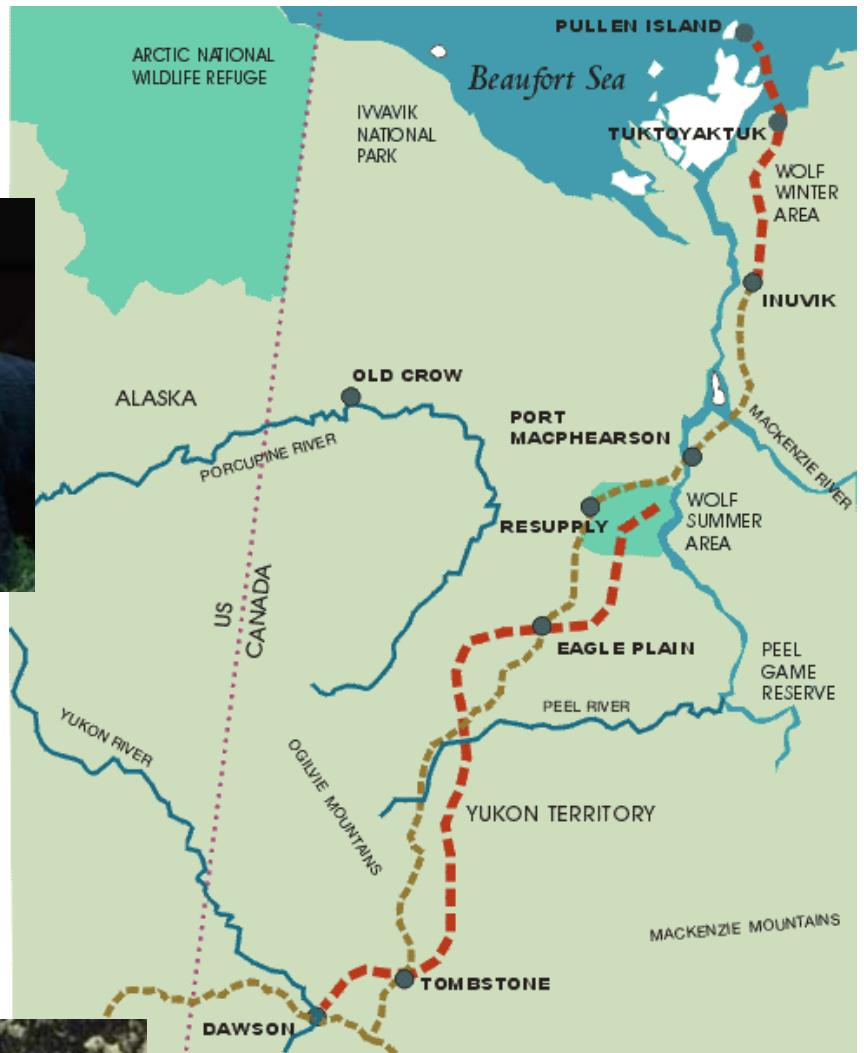 PULLEN ISLAND
ARCTIC NATIONAL
WILDLIFE REFUGE
Beaufort Sea
IVVAVIK
NATIONAL
PARK
TUKTOYAKTUK
WOLF
WINTER
AREA
INUVIK
OLD CROW
ALASKA
PORT
MACPHEARSON
MACKENZIE RIVER
PORCUPINE RIVER
RESUPPLY
WOLF
SUMMER
AREA
US
CANADA
EAGLE PLAIN
PEEL
GAME
RESERVE
PEEL RIVER
YUKON RIVER
OGILVIE MOUNTAINS
YUKON TERRITORY
MACKENZIE MOUNTAINS
TOMBSTONE
DAWSON